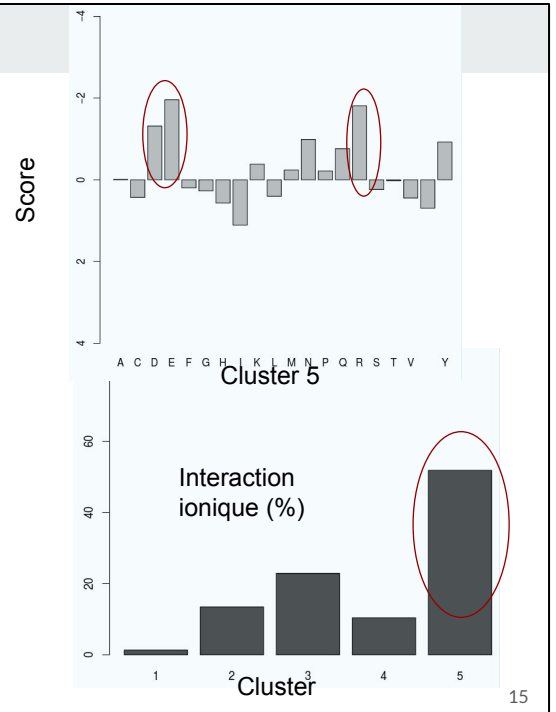 Score
-4
-2
0
2
4
A C D E F G H I K L M N P Q R S T V Y
Cluster 5
Interaction
ionique (%)
60
40
20
0
1 2 3 4 5
Cluster
15